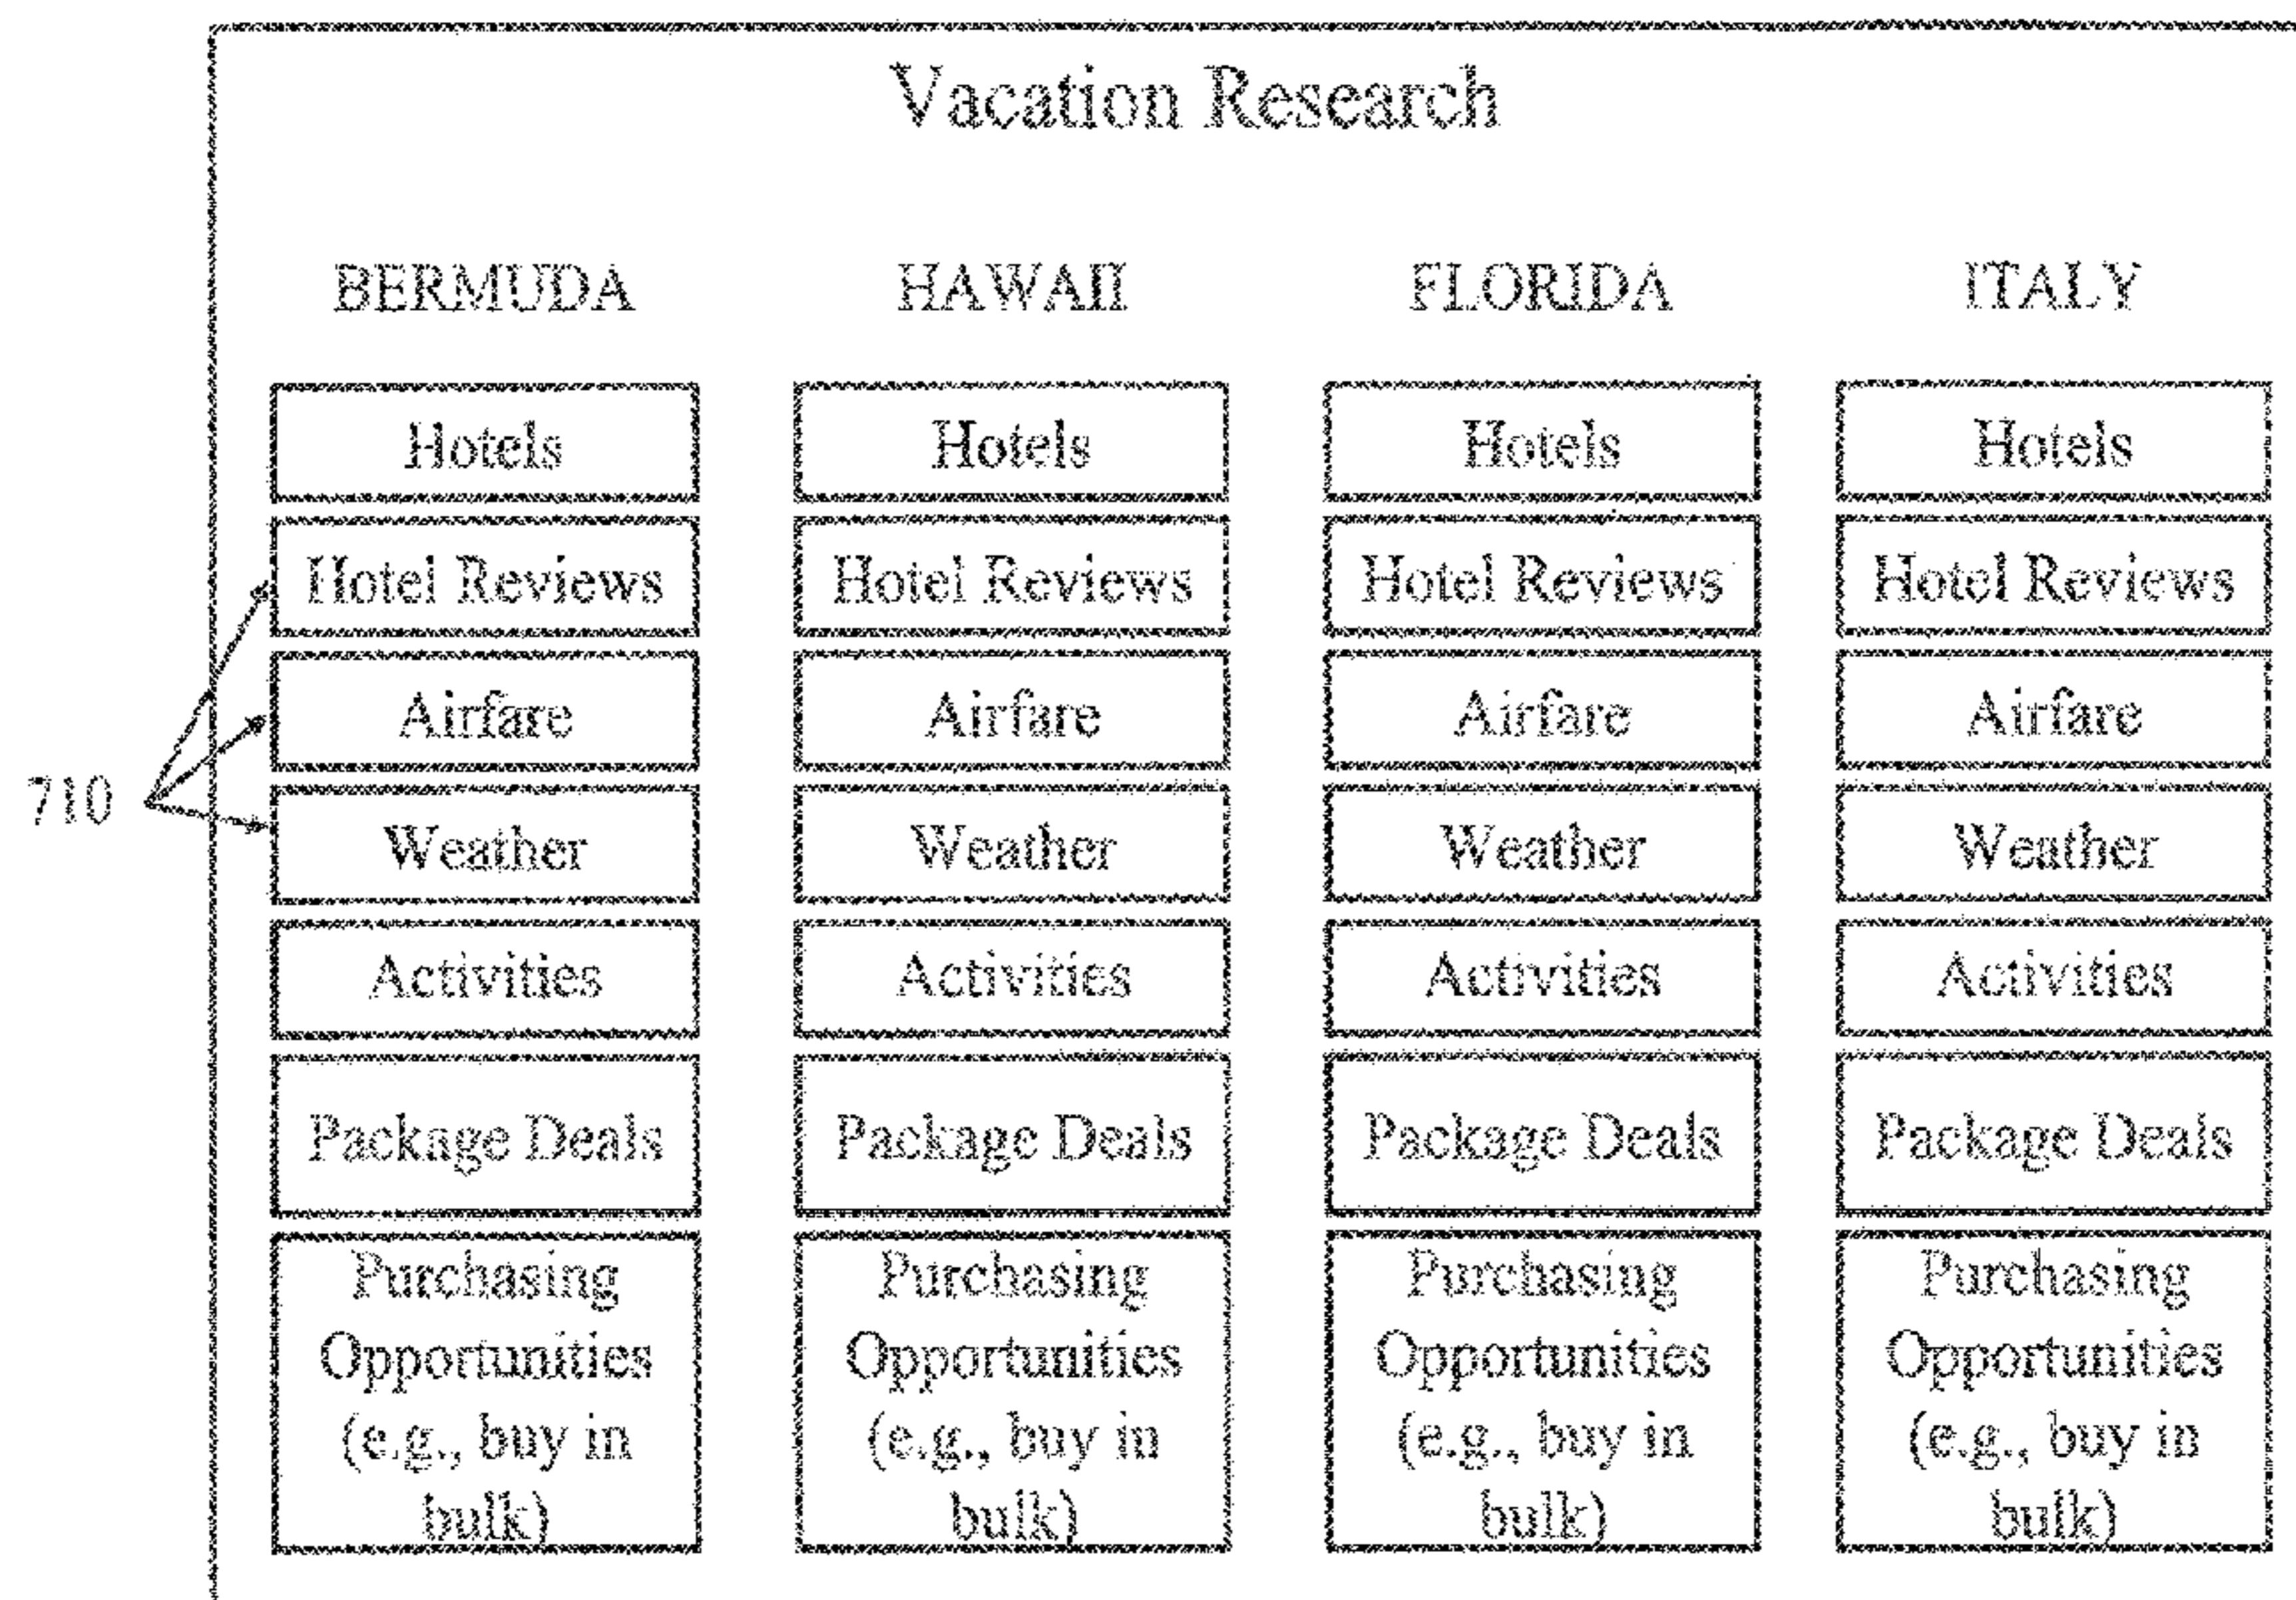 Vacation Research
BERMUDA HAWAII FLORIDA ITALY
Hotels Hotels Hotels Hotels
Hotel Reviews Hotel Reviews Hotel Reviews Hotel Reviews
Airfare Airfare Airfare Airfare
710
Weather Weather Weather Weather
Activities Activities Activities Activities
Package Deals Package Deals Package Deals Package Deals
Purchasing Purchasing Purchasing Purchasing
Opportunities Opportunities Opportunities Opportunities
(e.g., buy in (e.g., buy in (e.g., buy in (e.g., buy in
bulk) bulk) bulk) bulk)